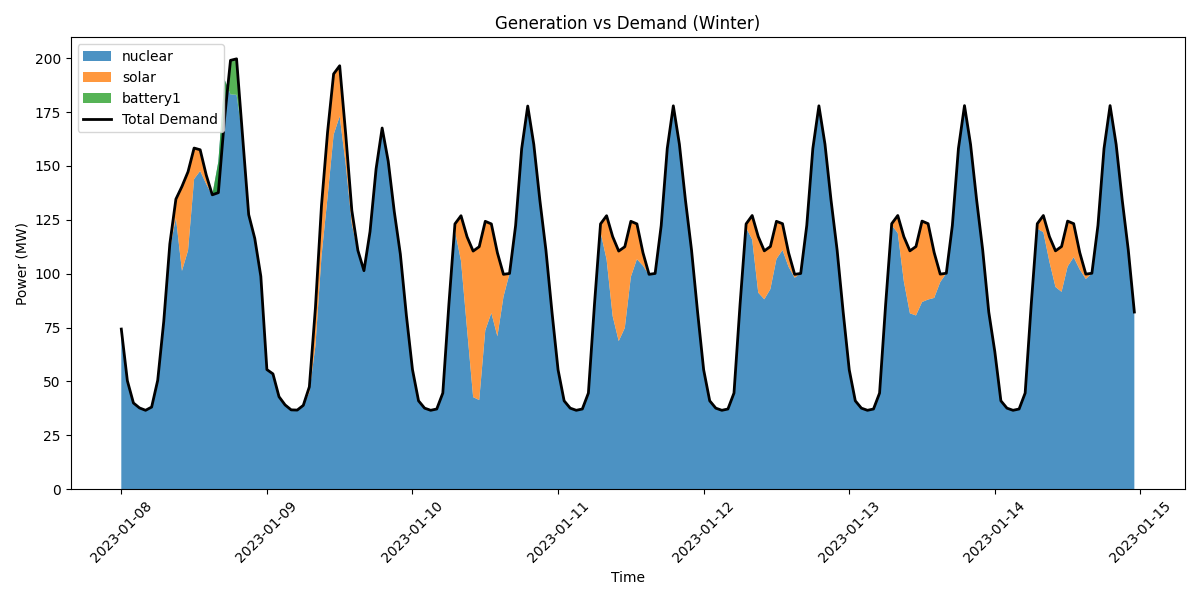 Generation vs Demand (Winter)
nuclear
solar
battery1
Total Demand
Power (MW)
200
175
150
125
100
75
50
25
0
2023-01-08
2023-01-09
2023-01-10
2023-01-11
2023-01-12
2023-01-13
2023-01-14
2023-01-15
Time